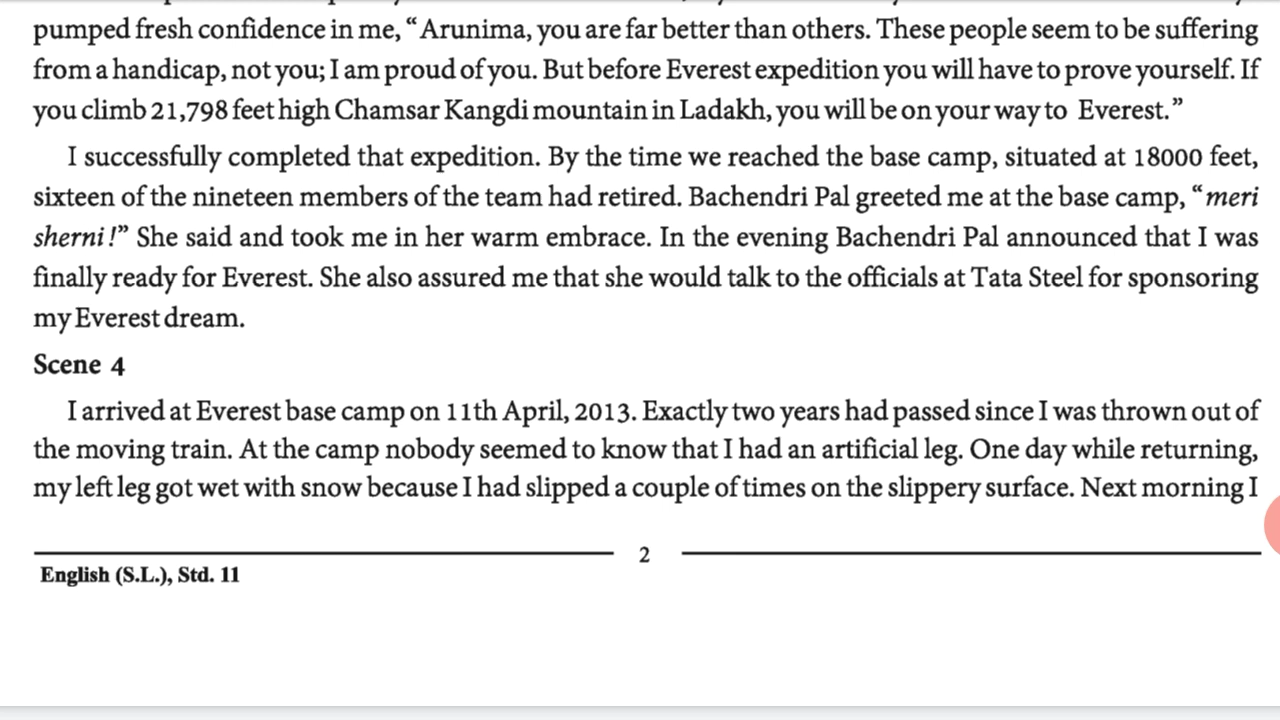 pumped fresh confidence in me, “Arunima, you are far better than others. These people seem to be suffering
from a handicap, not you; I am proud of you. But before Everest expedition you will have to prove yourself. If
you climb 21,798 feet high Chamsar Kangdi mountain in Ladakh, you will be on your way to Everest.”
I successfully completed that expedition. By the time we reached the base camp, situated at 18000 feet,
sixteen of the nineteen members of the team had retired. Bachendri Pal greeted me at the base camp, “meri
sherni!” She said and took me in her warm embrace. In the evening Bachendri Pal announced that I was
finally ready for Everest. She also assured me that she would talk to the officials at Tata Steel for sponsoring
my Everest dream.
Scene 4
I arrived at Everest base camp on 11th April, 2013. Exactly two years had passed since I was thrown out of
the moving train. At the camp nobody seemed to know that I had an artificial leg. One day while returning,
my left leg got wet with snow because I had slipped a couple of times on the slippery surface. Next morning I
2
English (S.L.), Std. 11